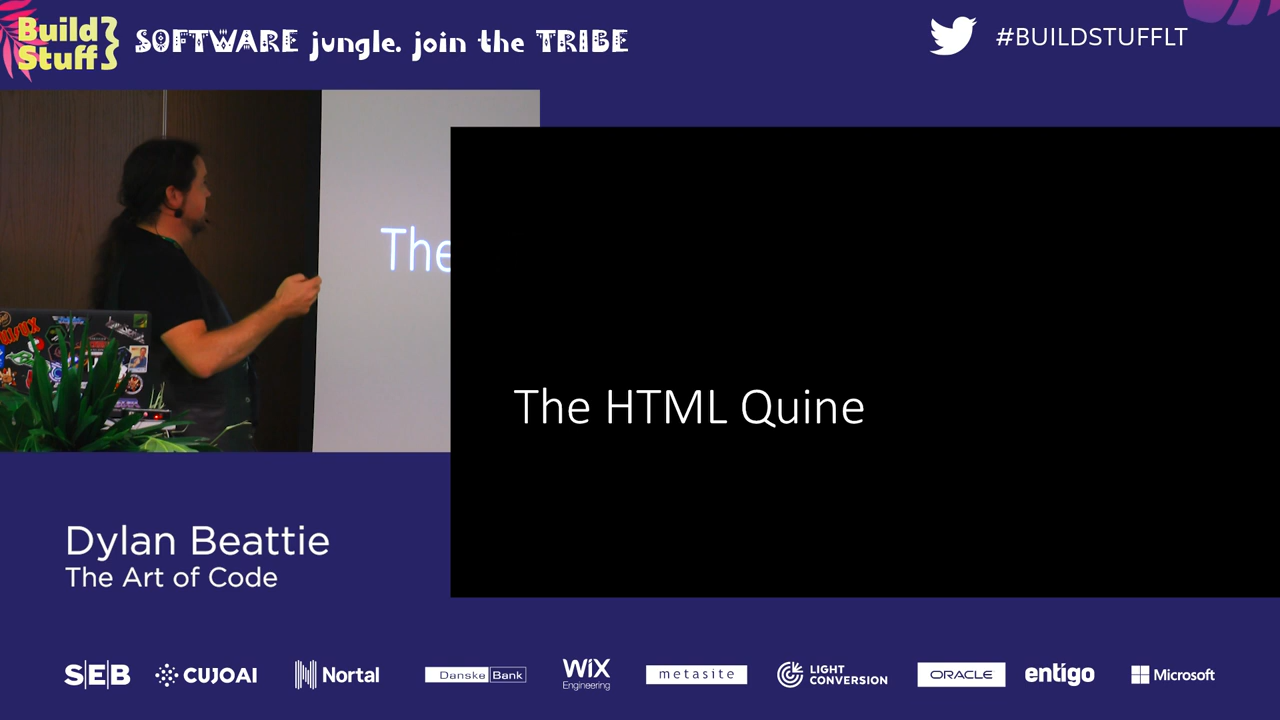 Build
Stuff
SOFTWARE jungle. join the TRIBE
#BUILDSTUFFLT
The
The HTML Quine
Dylan Beattie
The Art of Code
SEB
CUJOAI
Nortal
Danske Bank
WiX
Engineering
metasite
LIGHT
CONVERSION
ORACLE
entigo
Microsoft